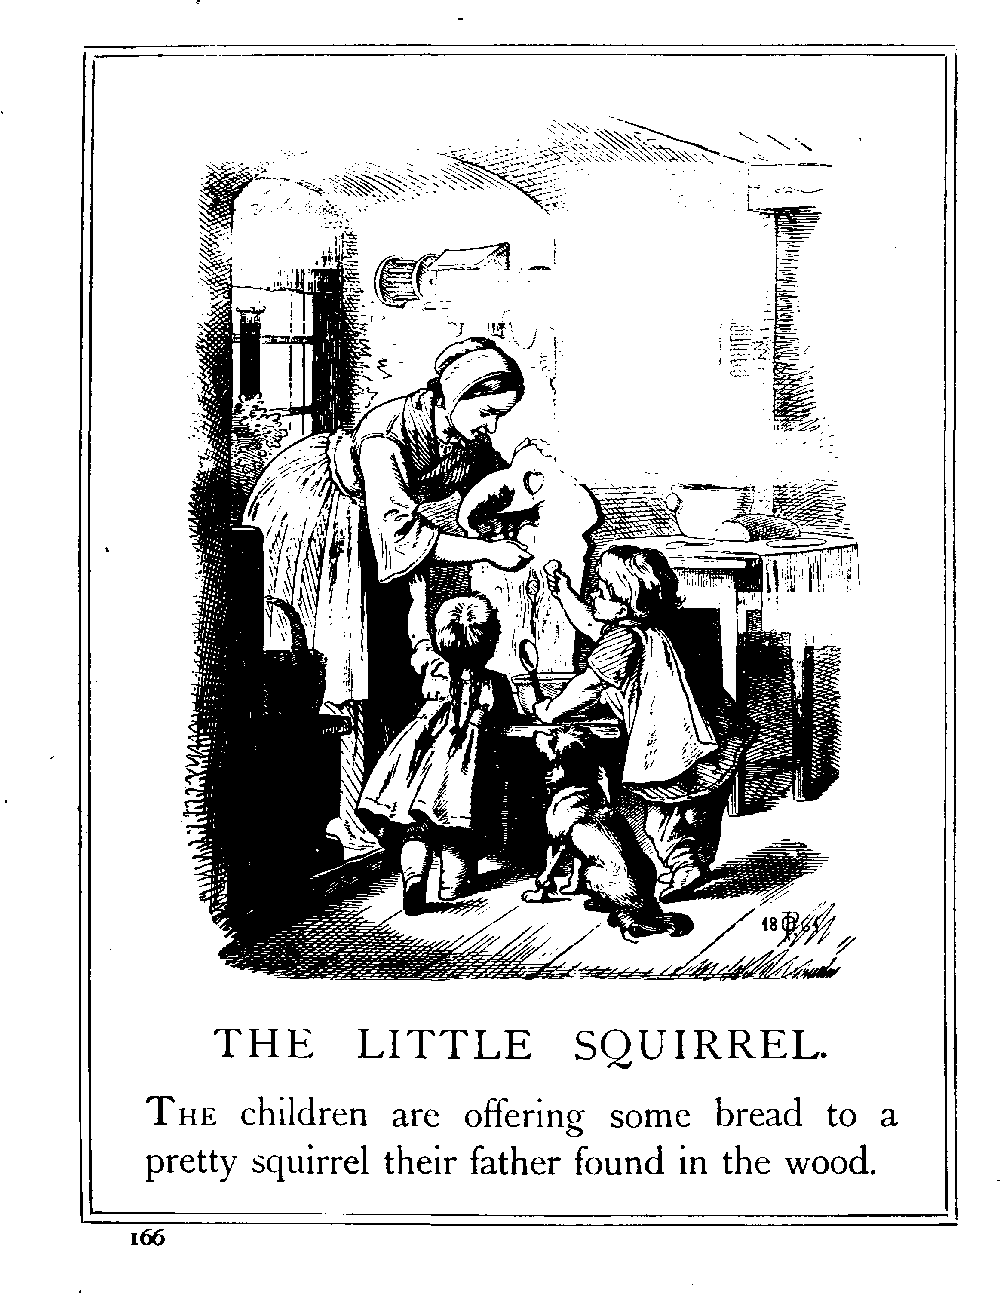 THE LITTLE SQUIRREL.
THE children are offering some bread to a
pretty squirrel their father found in the wood.
166